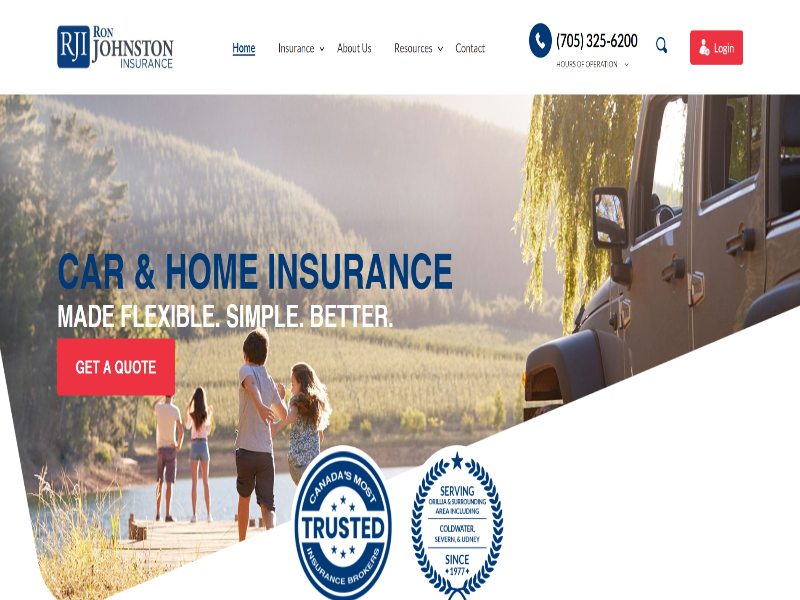 RJI
RON
JOHNSTON
INSURANCE
Home
Insurance
About Us
Resources
Contact
(705) 325-6200
HOURS OF OPERATION
Login
CAR & HOME INSURANCE
MADE FLEXIBLE. SIMPLE. BETTER.
GET A QUOTE
CANADA'S MOST
TRUSTED
INSURANCE BROKERS
SERVING
ORILLIA & SURROUNDING
AREA INCLUDING
COLDWATER,
SEVERN, & UDNEY
SINCE
1977